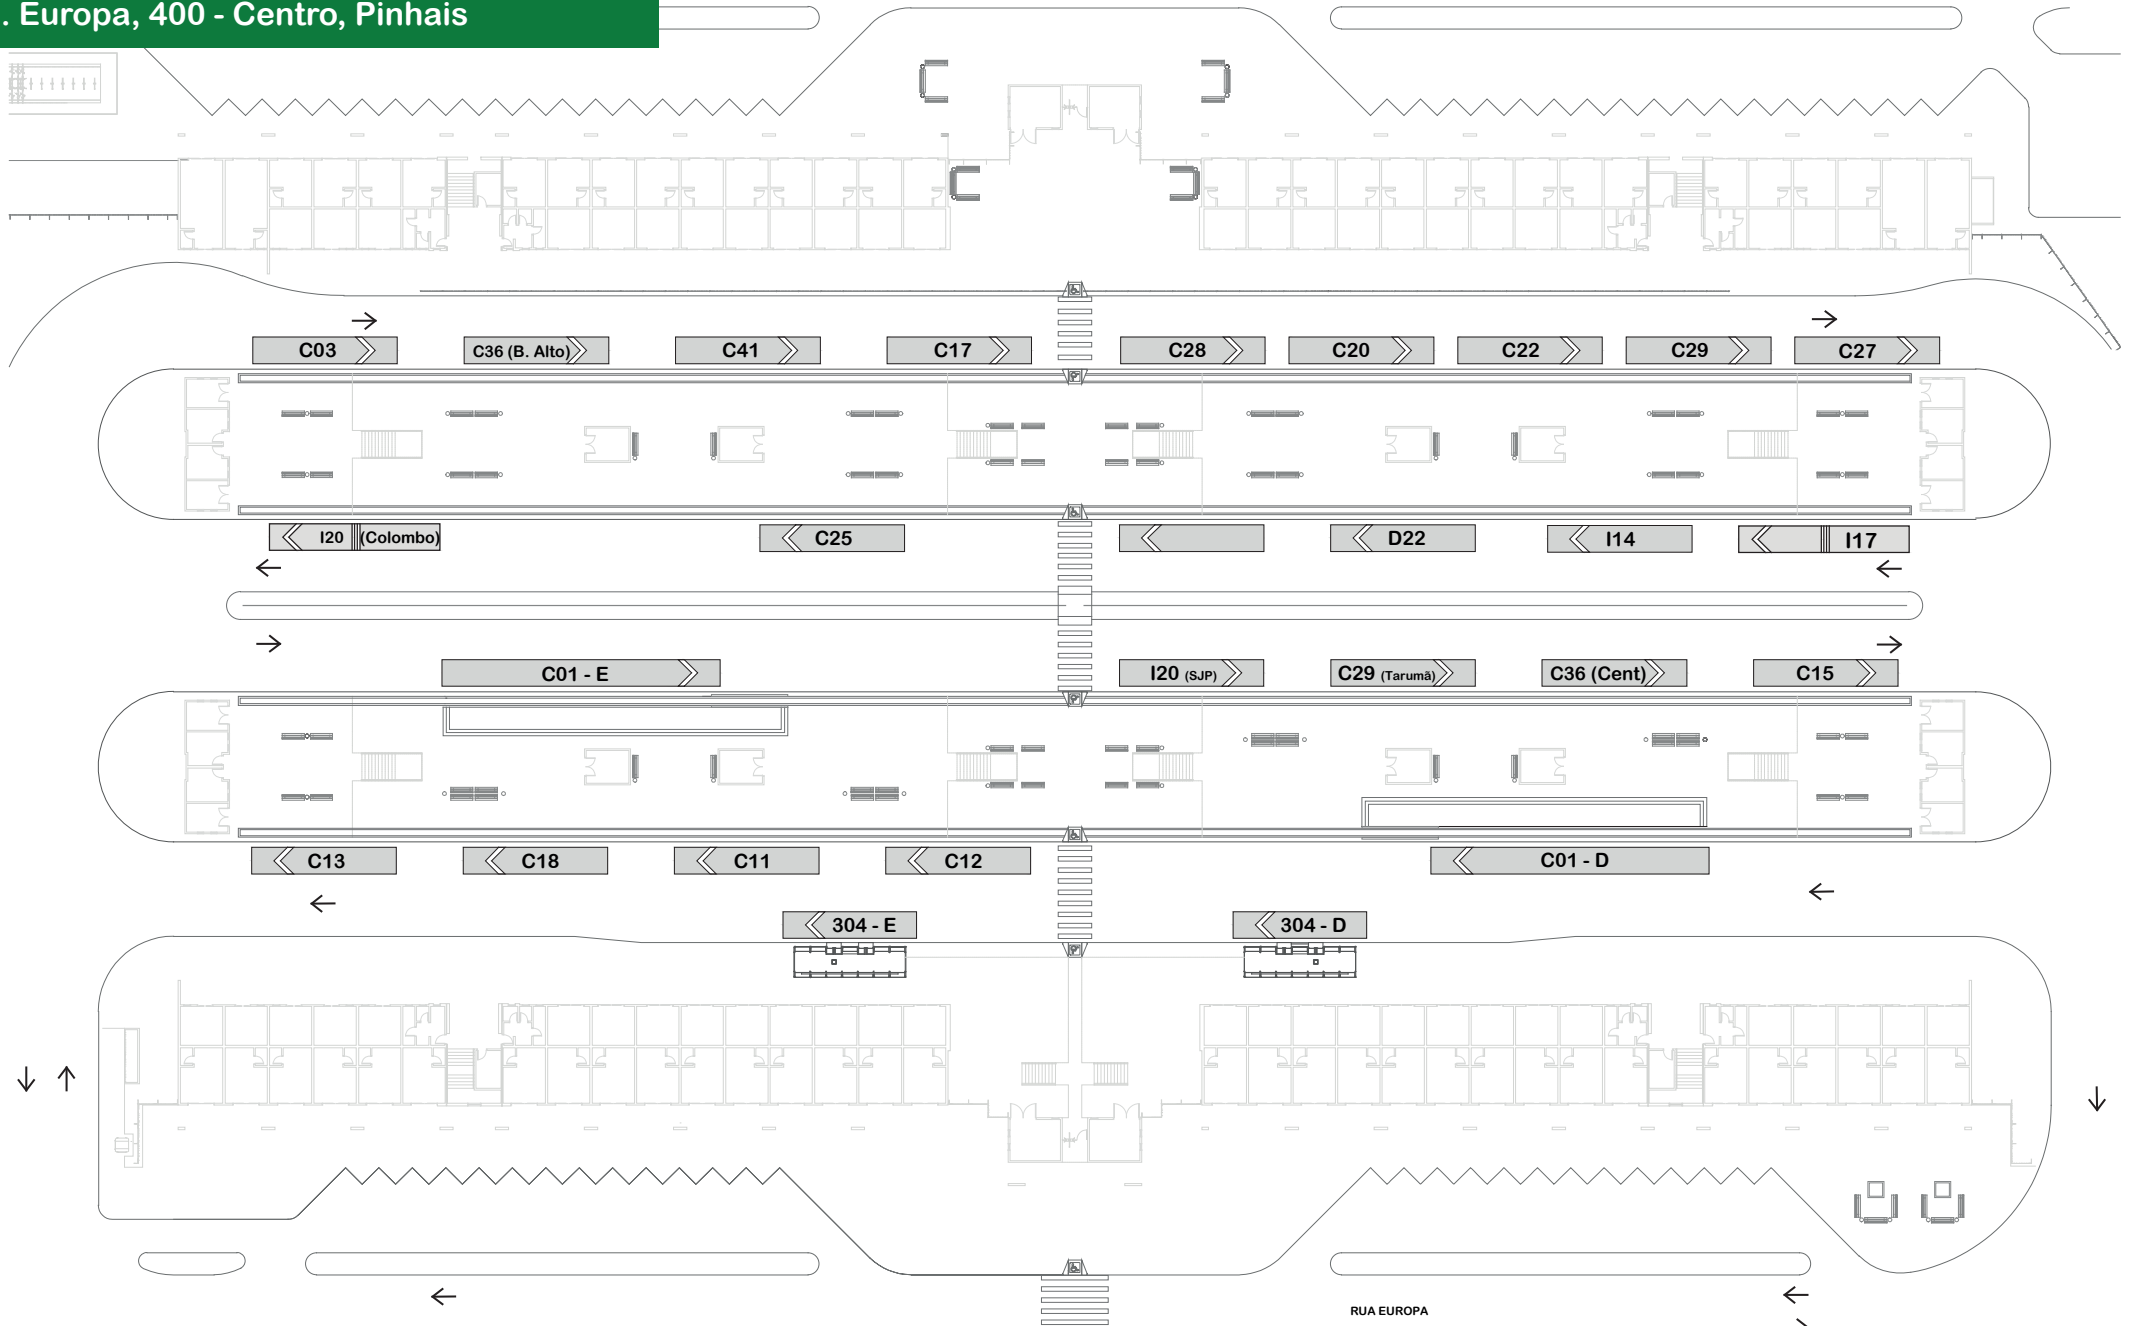 . Europa, 400 - Centro, Pinhais
C03
C36 (B. Alto)
C41
C17
C28
C20
C22
C29
C27
I20 (Colombo)
C25
D22
I14
I17
C01 - E
I20 (SJP)
C29 (Tarumã)
C36 (Cent)
C15
C13
C18
C11
C12
C01 - D
304 - E
304 - D
RUA EUROPA